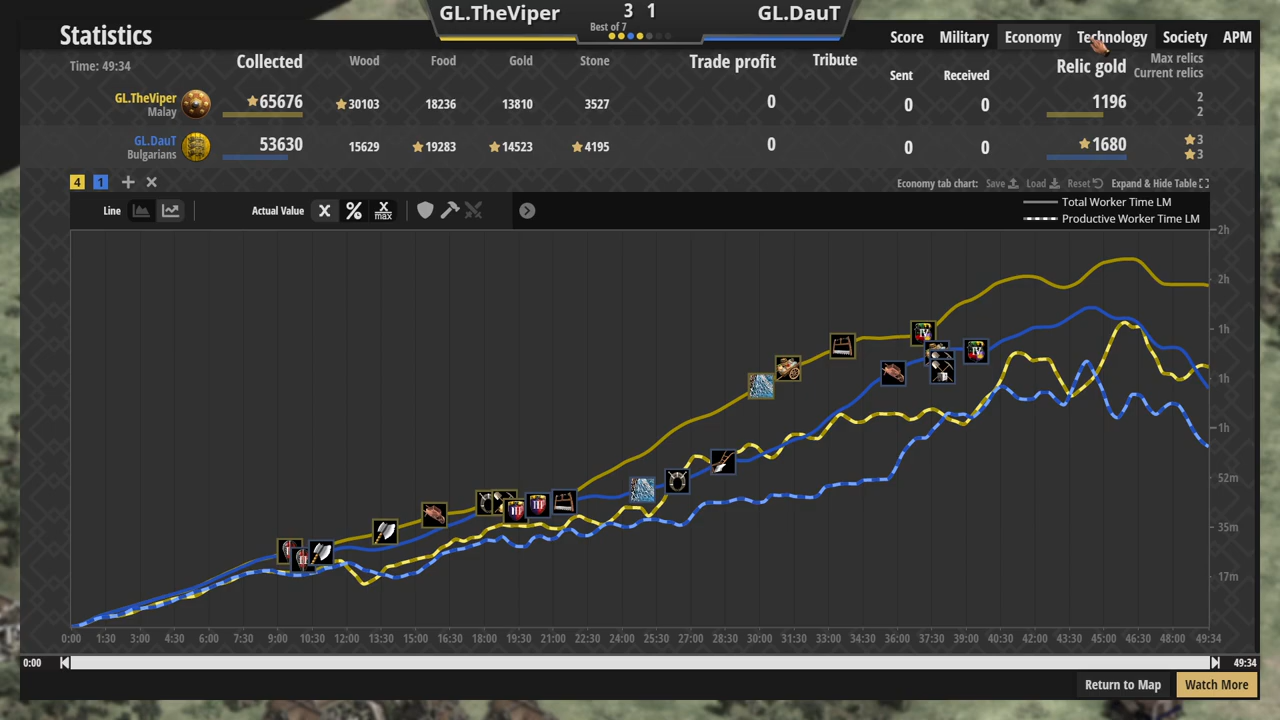 GL.TheViper 3 1 GL.DauT
Best of 7
Statistics
Score Military Economy Technology Society APM
Time: 49:34
Collected Wood Food Gold Stone Trade profit Tribute Sent Received Relic gold Max relics
Current relics
GL.TheViper
Malay
65676 30103 18236 13810 3527 0 0 0 1196 2
2
GL.DauT
Bulgarians
53630 15629 19283 14523 4195 0 0 0 1680 3
3
4 1
Economy tab chart: Save Load Reset Expand & Hide Table
Line Actual Value X % X max
Total Worker Time LM
Productive Worker Time LM
2h
2h
1h
1h
1h
52m
35m
17m
IV IV
III III
0:00 1:30 3:00 4:30 6:00 7:30 9:00 10:30 12:00 13:30 15:00 16:30 18:00 19:30 21:00 22:30 24:00 25:30 27:00 28:30 30:00 31:30 33:00 34:30 36:00 37:30 39:00 40:30 42:00 43:30 45:00 46:30 48:00 49:34
0:00 49:34
Return to Map Watch More